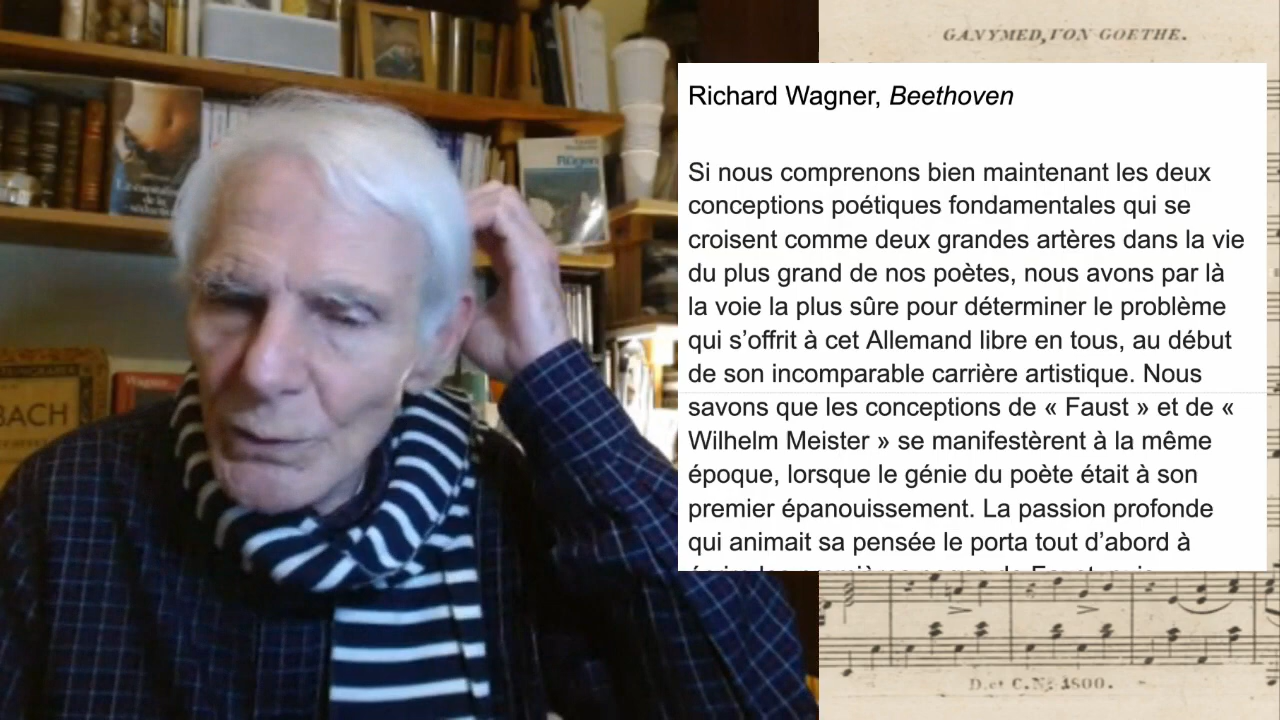 GANYMED, VON GOETHE.
Richard Wagner, Beethoven
Si nous comprenons bien maintenant les deux
conceptions poétiques fondamentales qui se
croisent comme deux grandes artères dans la vie
du plus grand de nos poètes, nous avons par là
la voie la plus sûre pour déterminer le problème
qui s’offrit à cet Allemand libre en tous, au début
de son incomparable carrière artistique. Nous
savons que les conceptions de « Faust » et de «
Wilhelm Meister » se manifestèrent à la même
époque, lorsque le génie du poète était à son
premier épanouissement. La passion profonde
qui animait sa pensée le porta tout d’abord à
D. et C. Nº 1800.
Rügen
BACH
Wagner